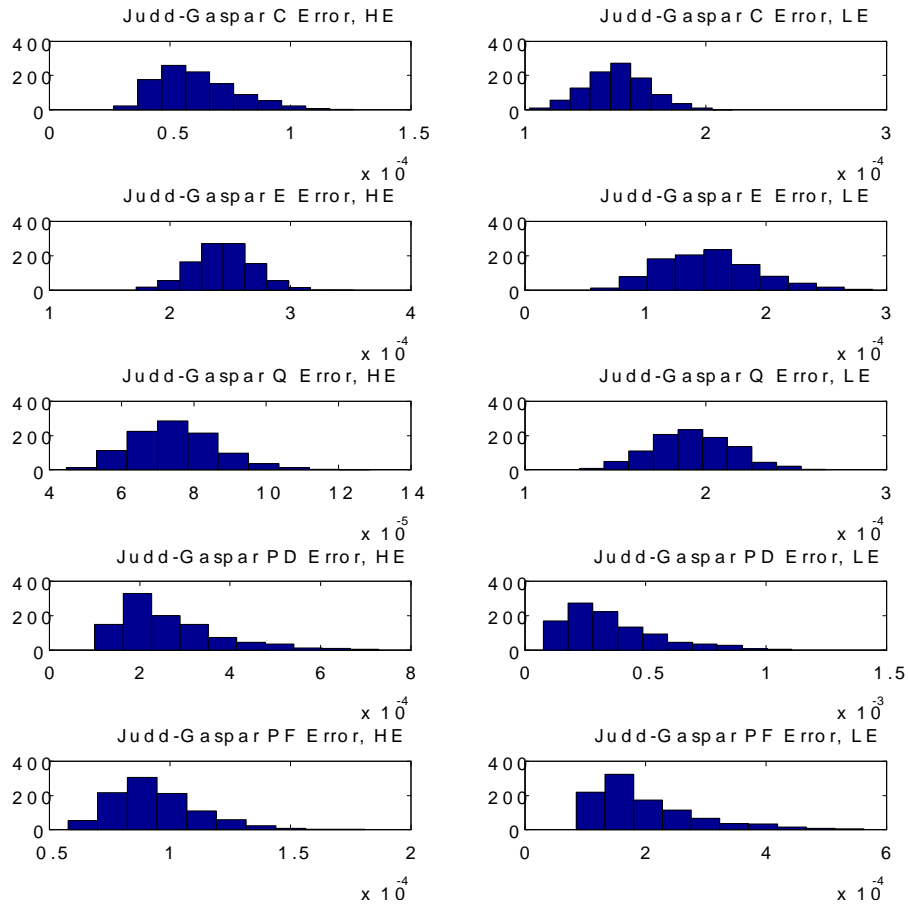 Judd-Gaspar C Error, HE
400
200
0
0 0.5 1 1.5
x 10-4
Judd-Gaspar C Error, LE
400
200
0
1 2 3
x 10-4
Judd-Gaspar E Error, HE
400
200
0
1 2 3 4
x 10-4
Judd-Gaspar E Error, LE
400
200
0
0 1 2 3
x 10-4
Judd-Gaspar Q Error, HE
400
200
0
4 6 8 10 12 14
x 10-5
Judd-Gaspar Q Error, LE
400
200
0
1 2 3
x 10-4
Judd-Gaspar PD Error, HE
400
200
0
0 2 4 6 8
x 10-4
Judd-Gaspar PD Error, LE
400
200
0
0 0.5 1 1.5
x 10-3
Judd-Gaspar PF Error, HE
400
200
0
0.5 1 1.5 2
x 10-4
Judd-Gaspar PF Error, LE
400
200
0
0 2 4 6
x 10-4